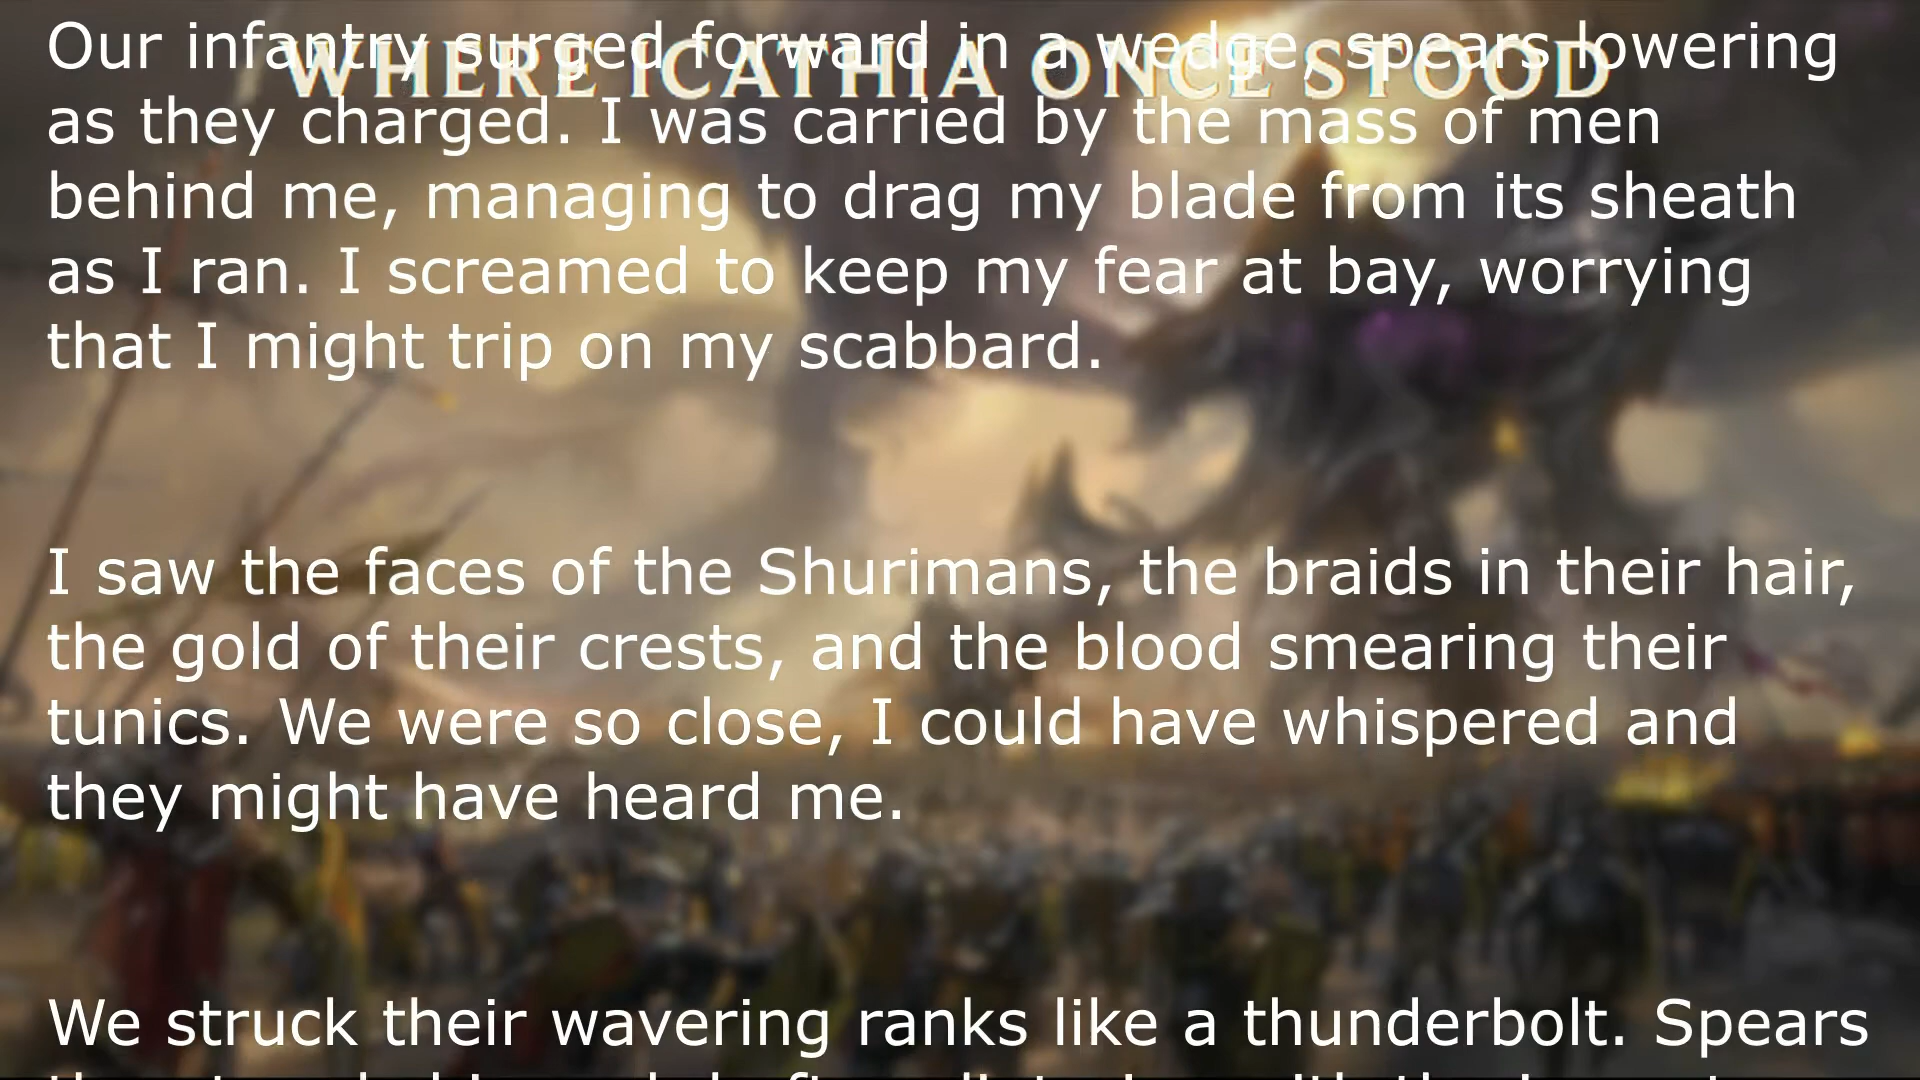 Our infantry surged forward in a wedge, spears lowering
WHERE ICATHIA ONCE STOOD
as they charged. I was carried by the mass of men
behind me, managing to drag my blade from its sheath
as I ran. I screamed to keep my fear at bay, worrying
that I might trip on my scabbard.
I saw the faces of the Shurimans, the braids in their hair,
the gold of their crests, and the blood smearing their
tunics. We were so close, I could have whispered and
they might have heard me.
We struck their wavering ranks like a thunderbolt. Spears